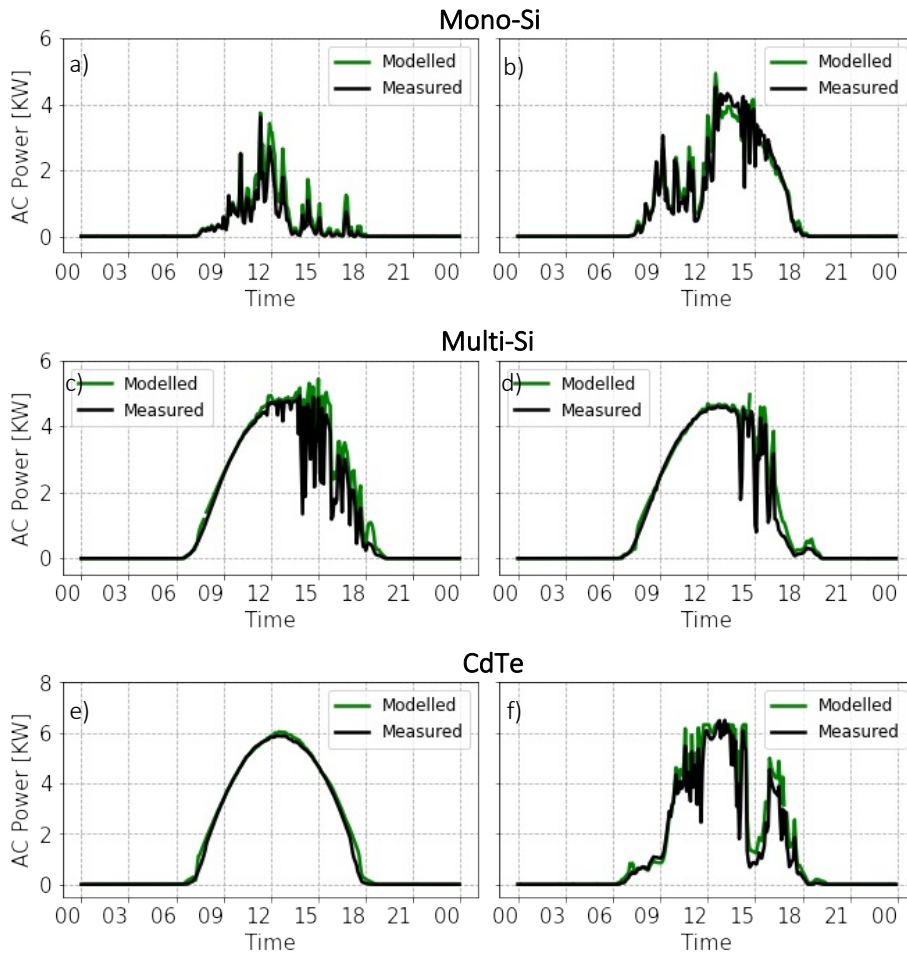 Mono-Si
a)
Modelled
Measured
AC Power [KW]
6
4
2
0
00 03 06 09 12 15 18 21 00
Time
b)
Modelled
Measured
00 03 06 09 12 15 18 21 00
Time
Multi-Si
c)
Modelled
Measured
AC Power [KW]
6
4
2
0
00 03 06 09 12 15 18 21 00
Time
d)
Modelled
Measured
00 03 06 09 12 15 18 21 00
Time
CdTe
e)
Modelled
Measured
AC Power [KW]
8
6
4
2
0
00 03 06 09 12 15 18 21 00
Time
f)
Modelled
Measured
00 03 06 09 12 15 18 21 00
Time